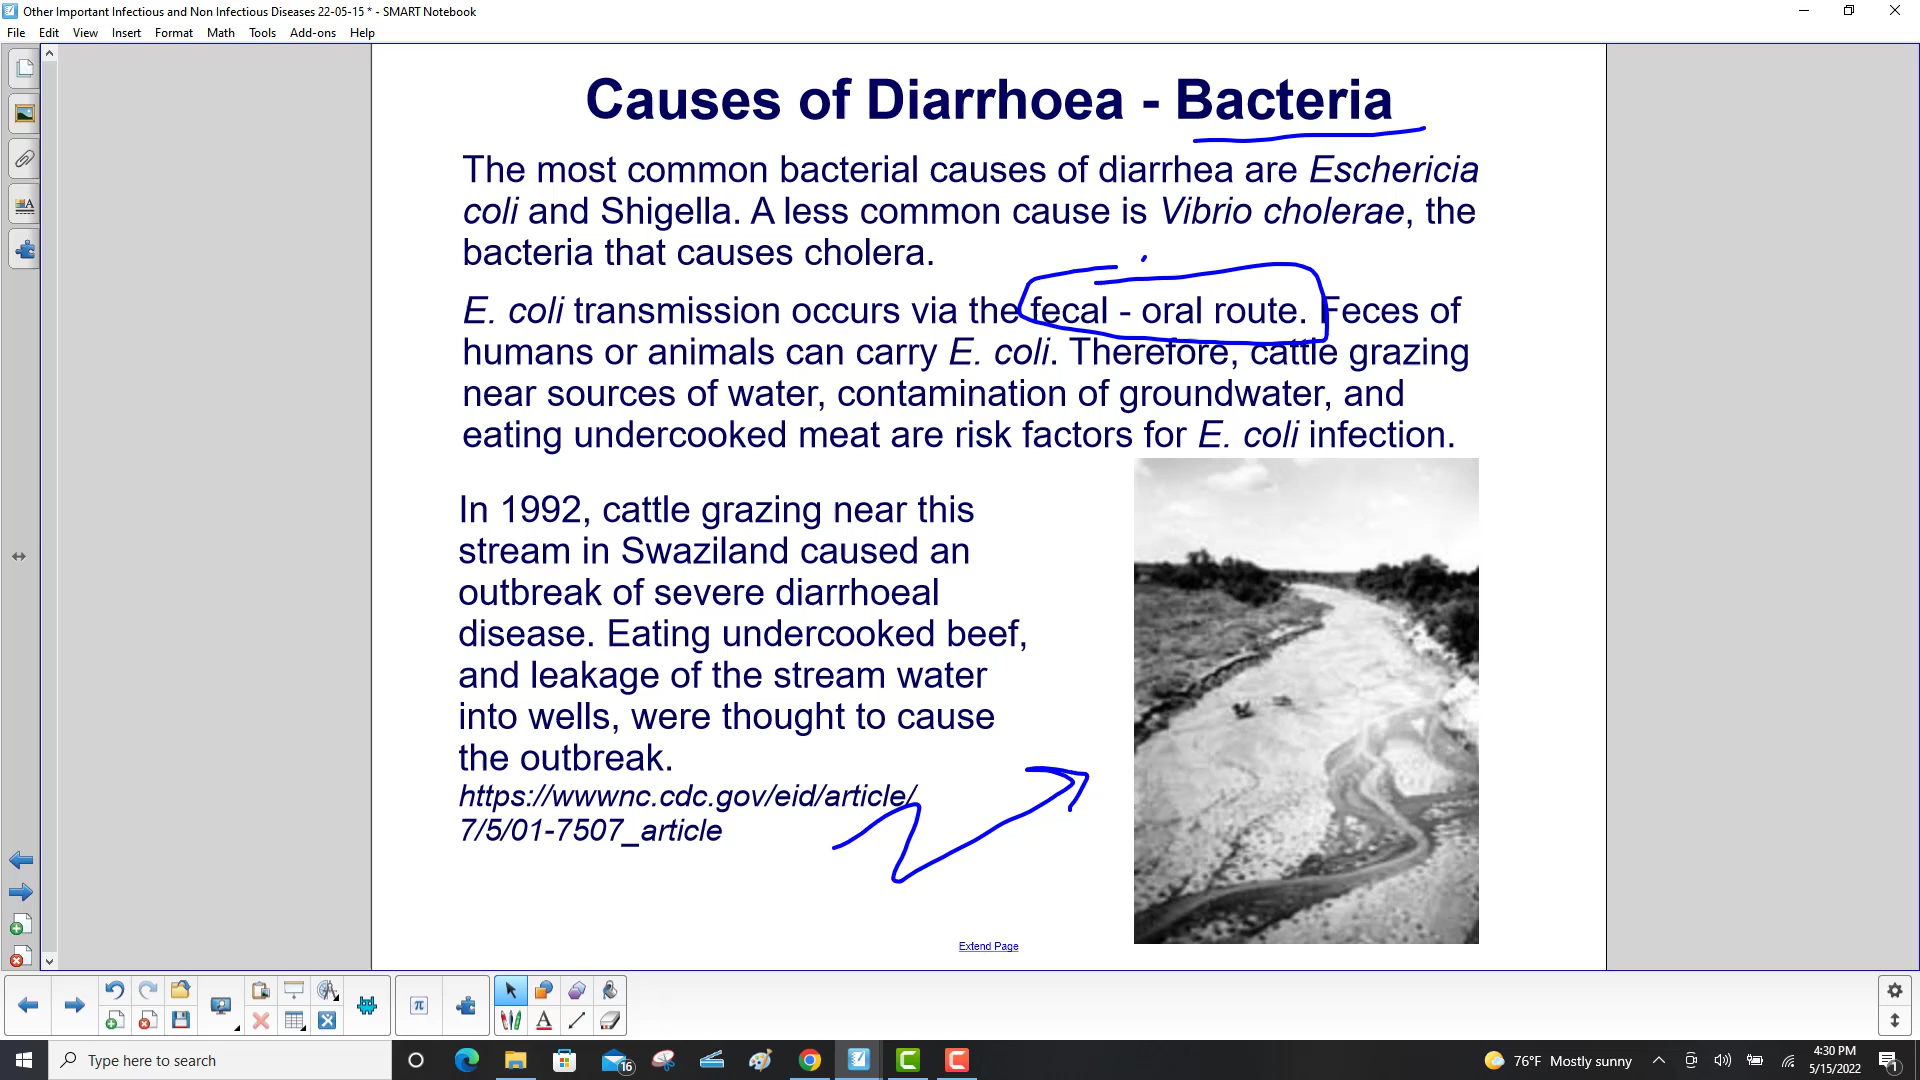 Other Important Infectious and Non Infectious Diseases 22-05-15 * - SMART Notebook
File Edit View Insert Format Math Tools Add-ons Help
Causes of Diarrhoea - Bacteria
The most common bacterial causes of diarrhea are Eschericia
coli and Shigella. A less common cause is Vibrio cholerae, the
bacteria that causes cholera.
E. coli transmission occurs via the fecal - oral route. Feces of
humans or animals can carry E. coli. Therefore, cattle grazing
near sources of water, contamination of groundwater, and
eating undercooked meat are risk factors for E. coli infection.
In 1992, cattle grazing near this
stream in Swaziland caused an
outbreak of severe diarrhoeal
disease. Eating undercooked beef,
and leakage of the stream water
into wells, were thought to cause
the outbreak.
https://wwwnc.cdc.gov/eid/article/
7/5/01-7507_article
Extend Page
Type here to search
16
76°F Mostly sunny
4:30 PM
5/15/2022
1